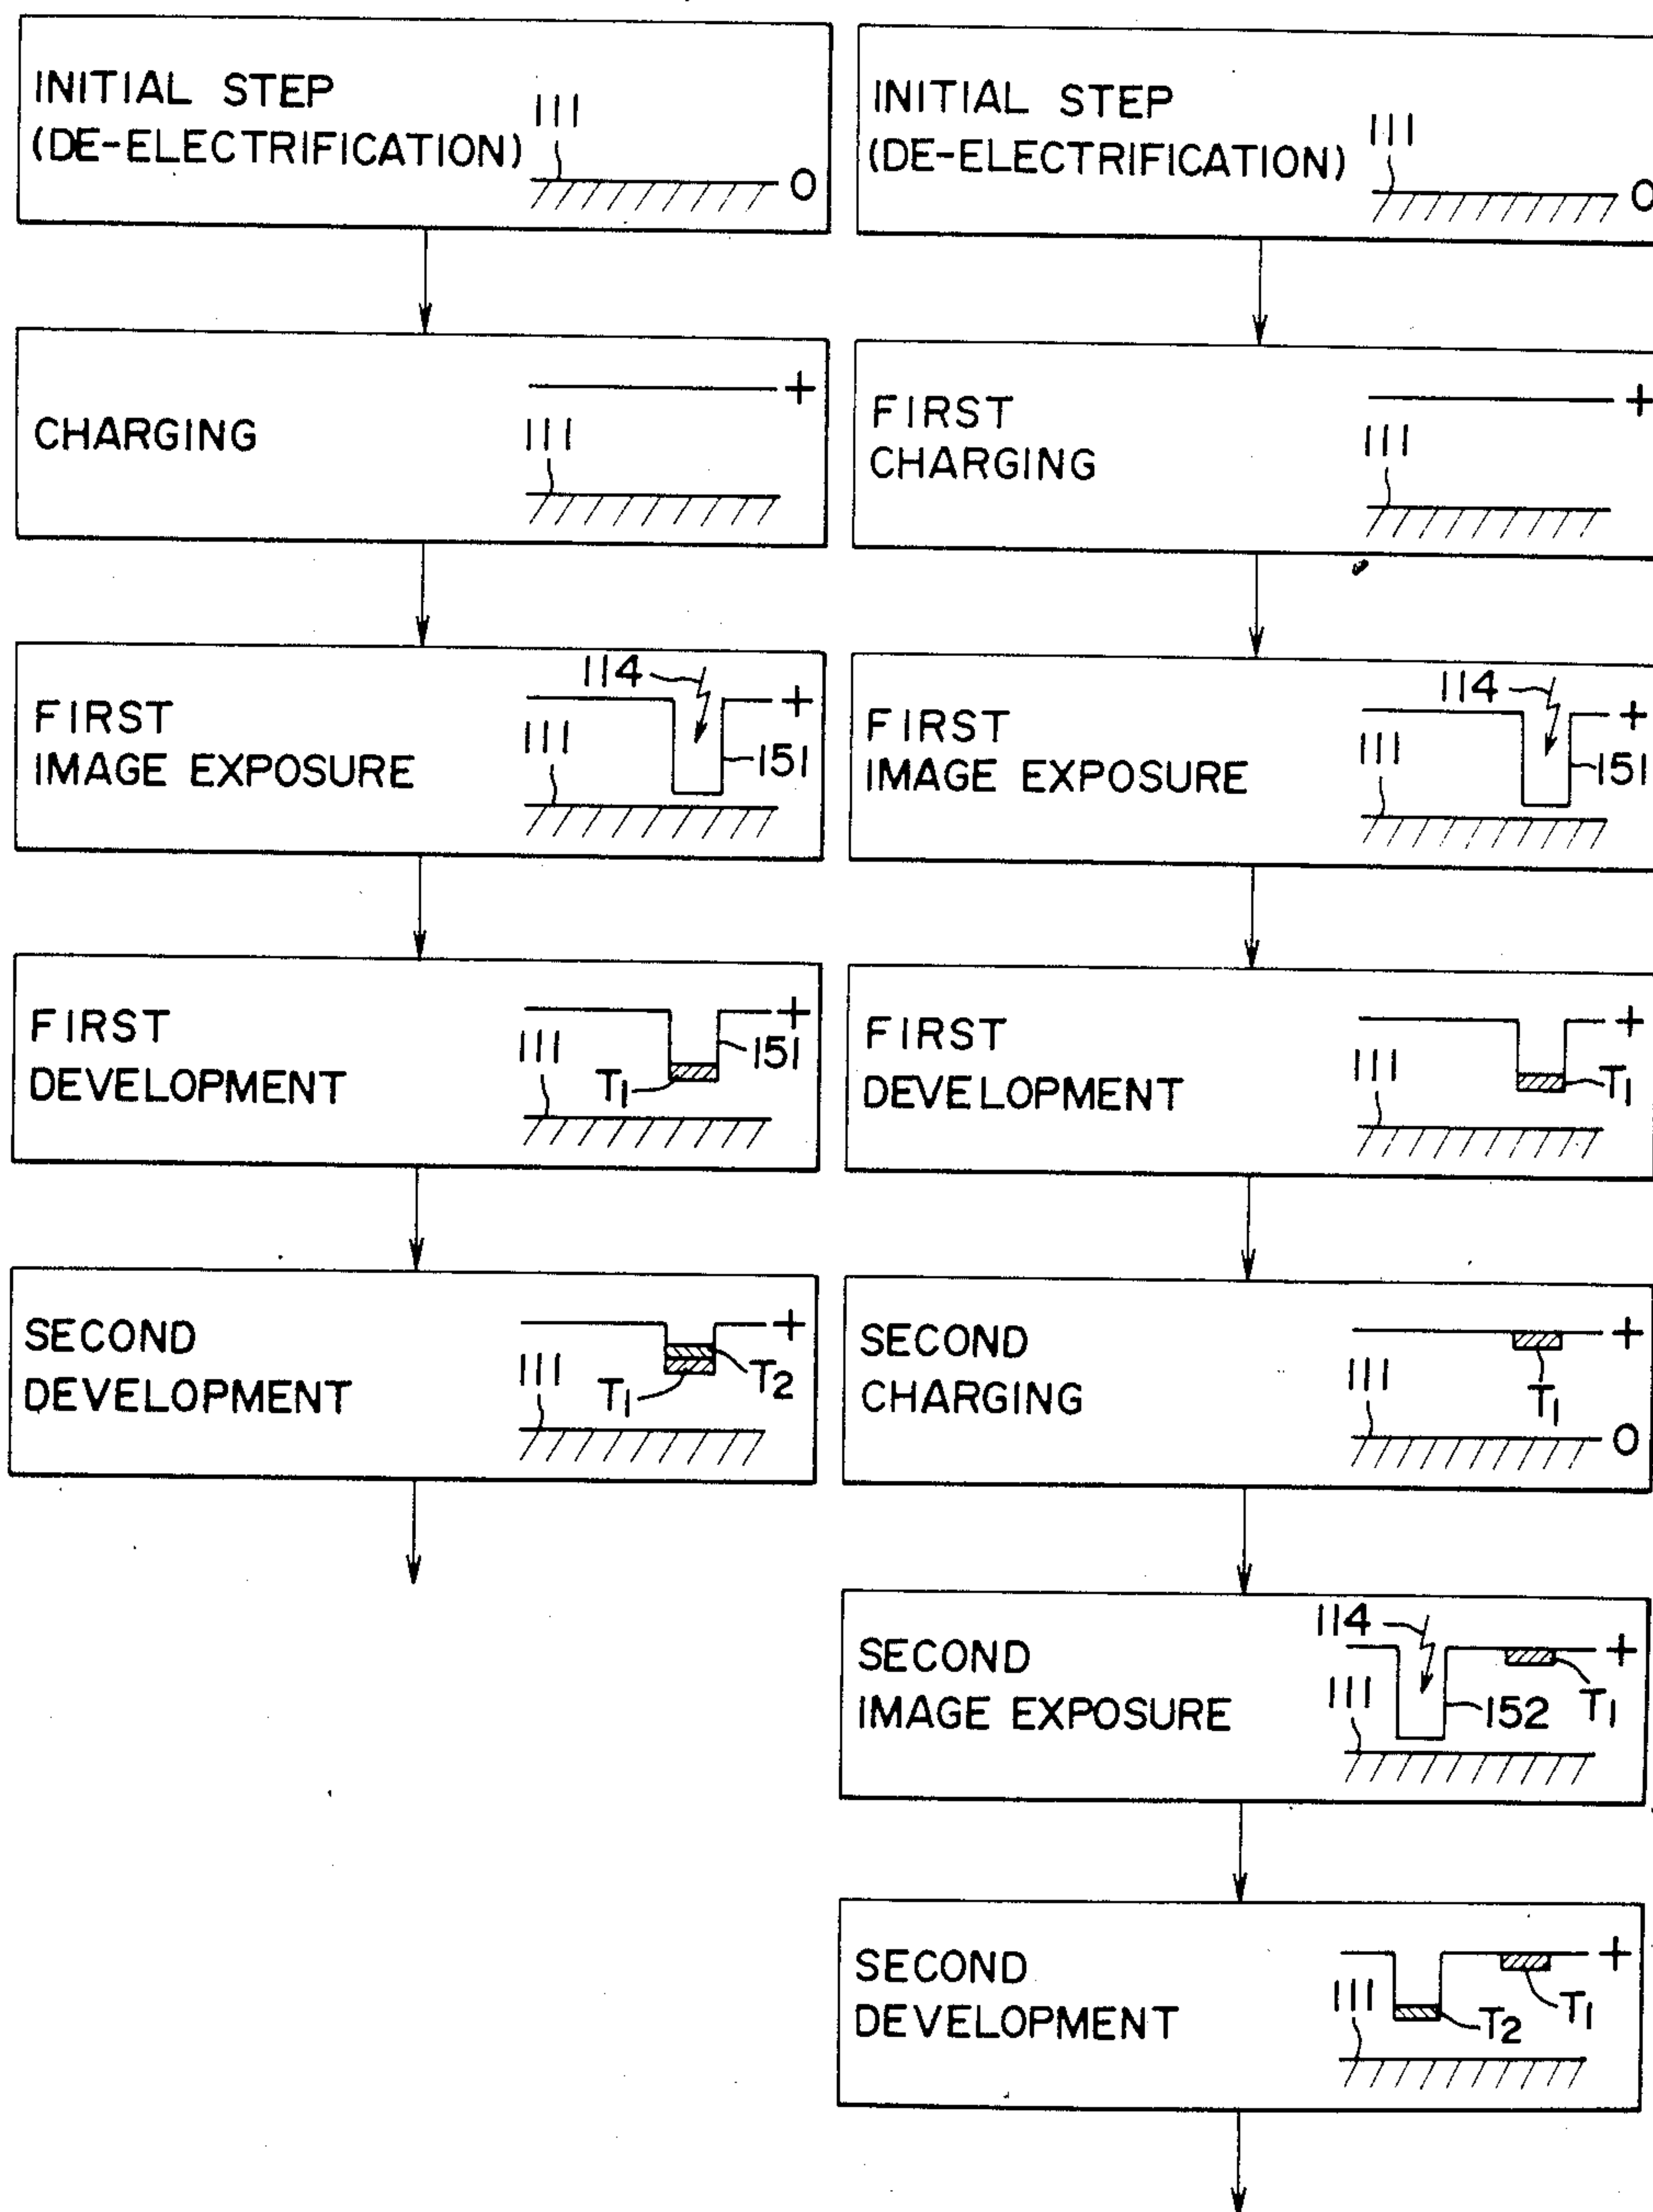 INITIAL STEP
(DE-ELECTRIFICATION)
111
0
CHARGING
+
111
FIRST
IMAGE EXPOSURE
114
+
111
151
FIRST
DEVELOPMENT
+
111
151
T1
SECOND
DEVELOPMENT
+
111
T1
T2
INITIAL STEP
(DE-ELECTRIFICATION)
111
0
FIRST
CHARGING
+
111
FIRST
IMAGE EXPOSURE
114
+
111
151
FIRST
DEVELOPMENT
+
111
T1
SECOND
CHARGING
+
111
T1
0
SECOND
IMAGE EXPOSURE
114
+
111
152
T1
SECOND
DEVELOPMENT
+
111
T2
T1